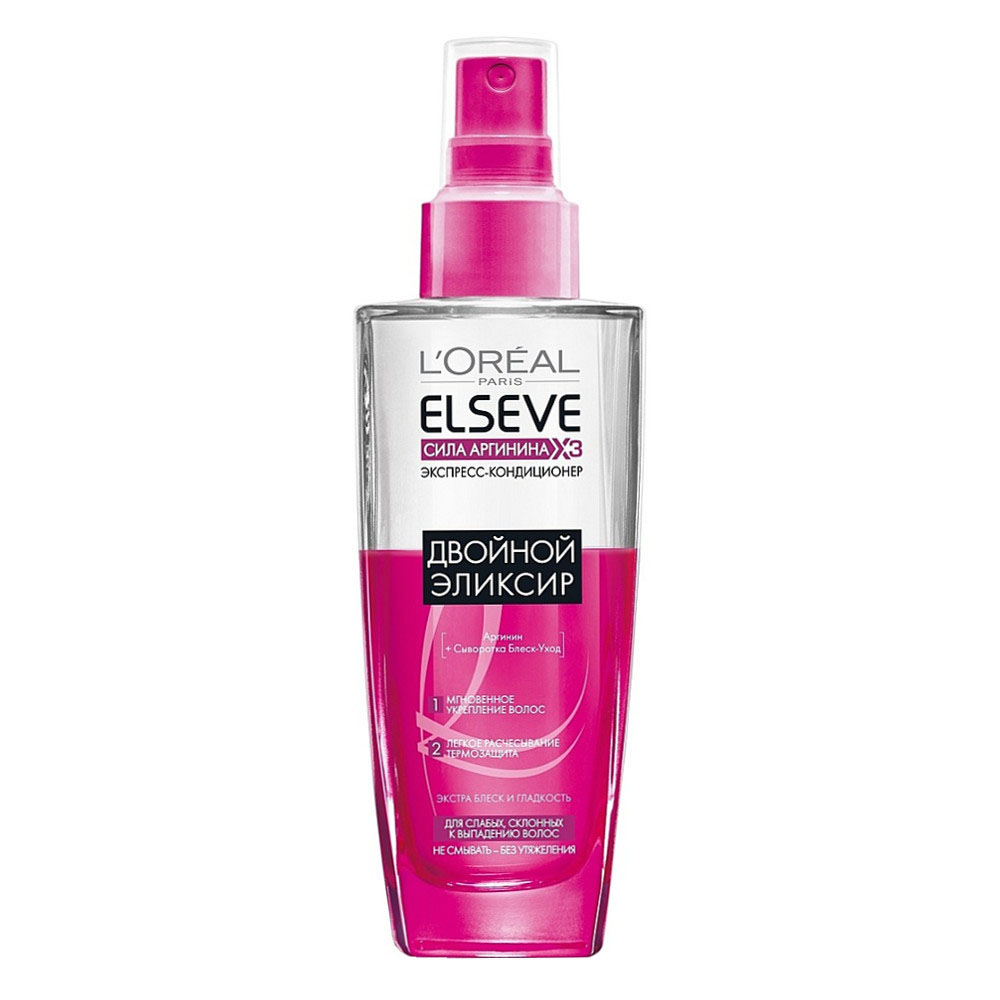 L'ORÉAL
PARIS
ELSEVE
СИЛА АРГИНИНА X3
ЭКСПРЕСС-КОНДИЦИОНЕР
ДВОЙНОЙ
ЭЛИКСИР
Аргинин
+ Сыворотка Блеск-Уход
1 МГНОВЕННОЕ
УКРЕПЛЕНИЕ ВОЛОС
2 ЛЕГКОЕ РАСЧЕСЫВАНИЕ
ТЕРМОЗАЩИТА
ЭКСТРА БЛЕСК И ГЛАДКОСТЬ
ДЛЯ СЛАБЫХ, СКЛОННЫХ
К ВЫПАДЕНИЮ ВОЛОС
НЕ СМЫВАТЬ – БЕЗ УТЯЖЕЛЕНИЯ